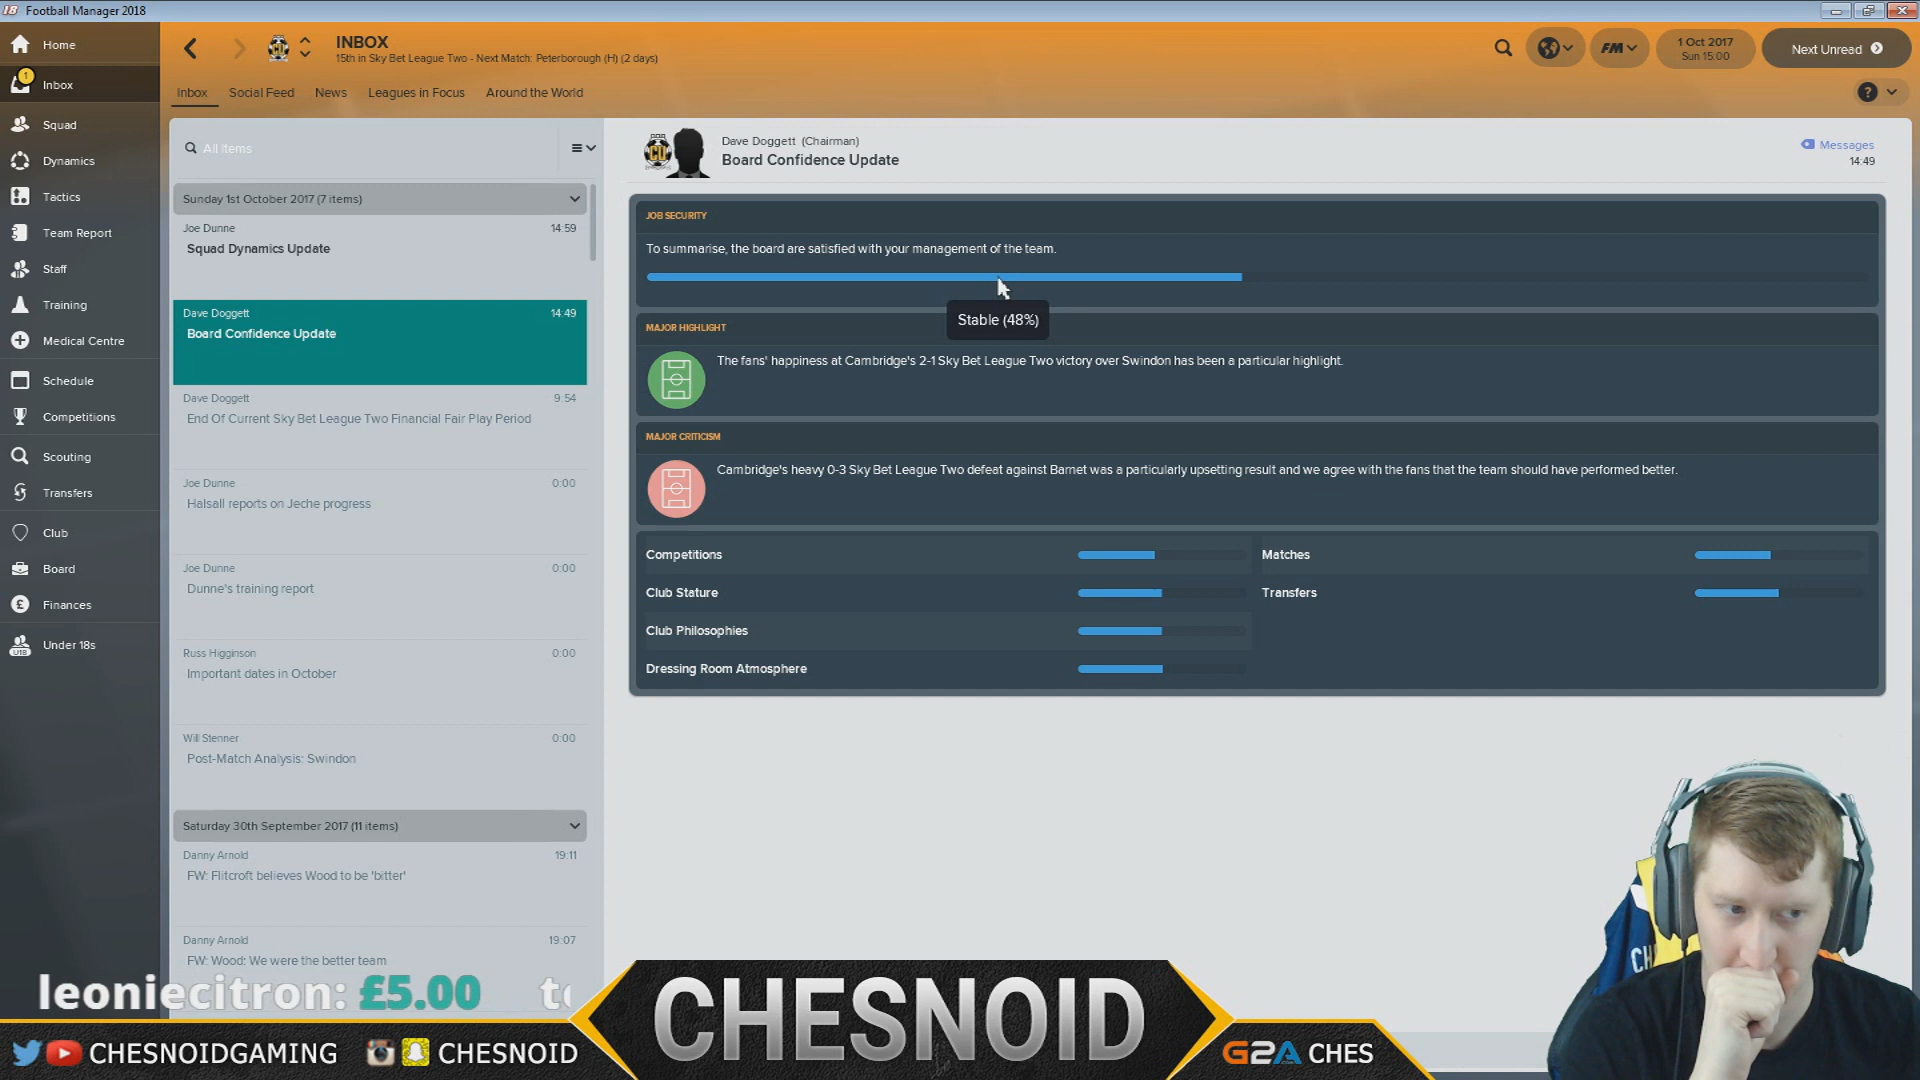 Football Manager 2018
Home
Inbox
1
Squad
Dynamics
Tactics
Team Report
Staff
Training
Medical Centre
Schedule
Competitions
Scouting
Transfers
Club
Board
Finances
Under 18s
INBOX
15th in Sky Bet League Two - Next Match: Peterborough (H) (2 days)
FM
1 Oct 2017
Sun 15:00
Next Unread
Inbox Social Feed News Leagues in Focus Around the World
All Items
Sunday 1st October 2017 (7 items)
Joe Dunne 14:59
Squad Dynamics Update
Dave Doggett 14:49
Board Confidence Update
Dave Doggett 9:54
End Of Current Sky Bet League Two Financial Fair Play Period
Joe Dunne 0:00
Halsall reports on Jeche progress
Joe Dunne 0:00
Dunne's training report
Russ Higginson 0:00
Important dates in October
Will Stenner 0:00
Post-Match Analysis: Swindon
Saturday 30th September 2017 (11 items)
Danny Arnold 19:11
FW: Flitcroft believes Wood to be 'bitter'
Danny Arnold 19:07
FW: Wood: We were the better team
Dave Doggett (Chairman)
Board Confidence Update
Messages
14:49
JOB SECURITY
To summarise, the board are satisfied with your management of the team.
Stable (48%)
MAJOR HIGHLIGHT
The fans' happiness at Cambridge's 2-1 Sky Bet League Two victory over Swindon has been a particular highlight.
MAJOR CRITICISM
Cambridge's heavy 0-3 Sky Bet League Two defeat against Barnet was a particularly upsetting result and we agree with the fans that the team should have performed better.
Competitions
Matches
Club Stature
Transfers
Club Philosophies
Dressing Room Atmosphere
leoniecitron: £5.00
CHESNOIDGAMING
CHESNOID
CHESNOID
G2A CHES